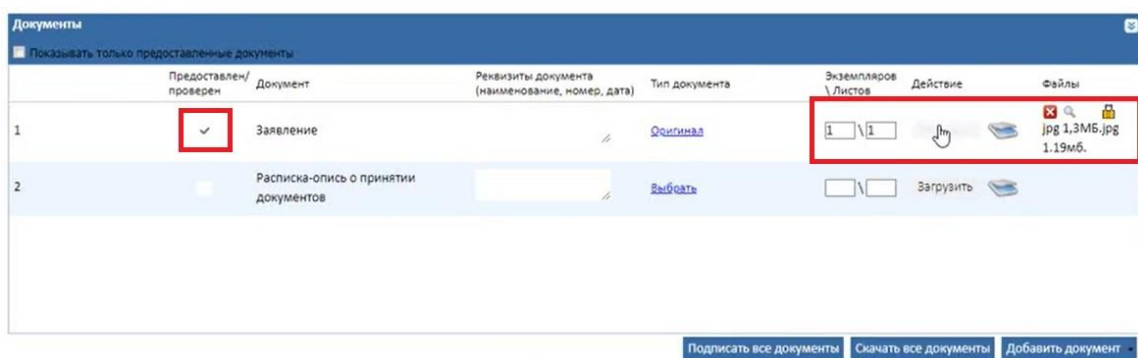 Документы
Показывать только предоставленные документы
Предоставлен/ Документ Реквизиты документа Тип документа Экземпляров Действие Файлы
проверен (наименование, номер, дата) \ Листов
1 Заявление Оригинал 1 \ 1 jpg 1,3МБ.jpg
1.19мб.
2 Расписка-опись о принятии Выбрать \ Загрузить
документов
Подписать все документы Скачать все документы Добавить документ